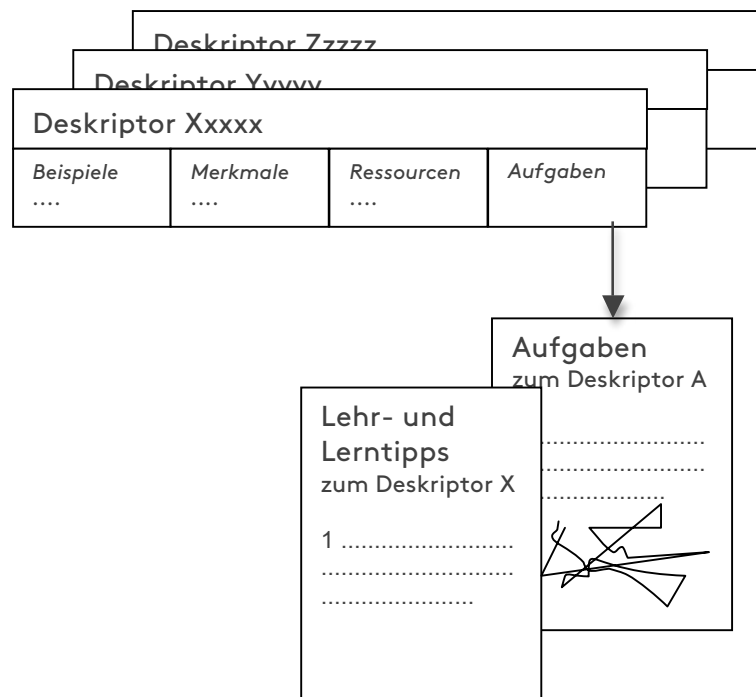 Deskriptor Zzzzz
Deskriptor Yyyyy
Deskriptor Xxxxx
Beispiele
....
Merkmale
....
Ressourcen
....
Aufgaben
Aufgaben
zum Deskriptor A
.........................
.........................
....................
Lehr- und
Lerntipps
zum Deskriptor X
1 ..........................
.............................
.......................